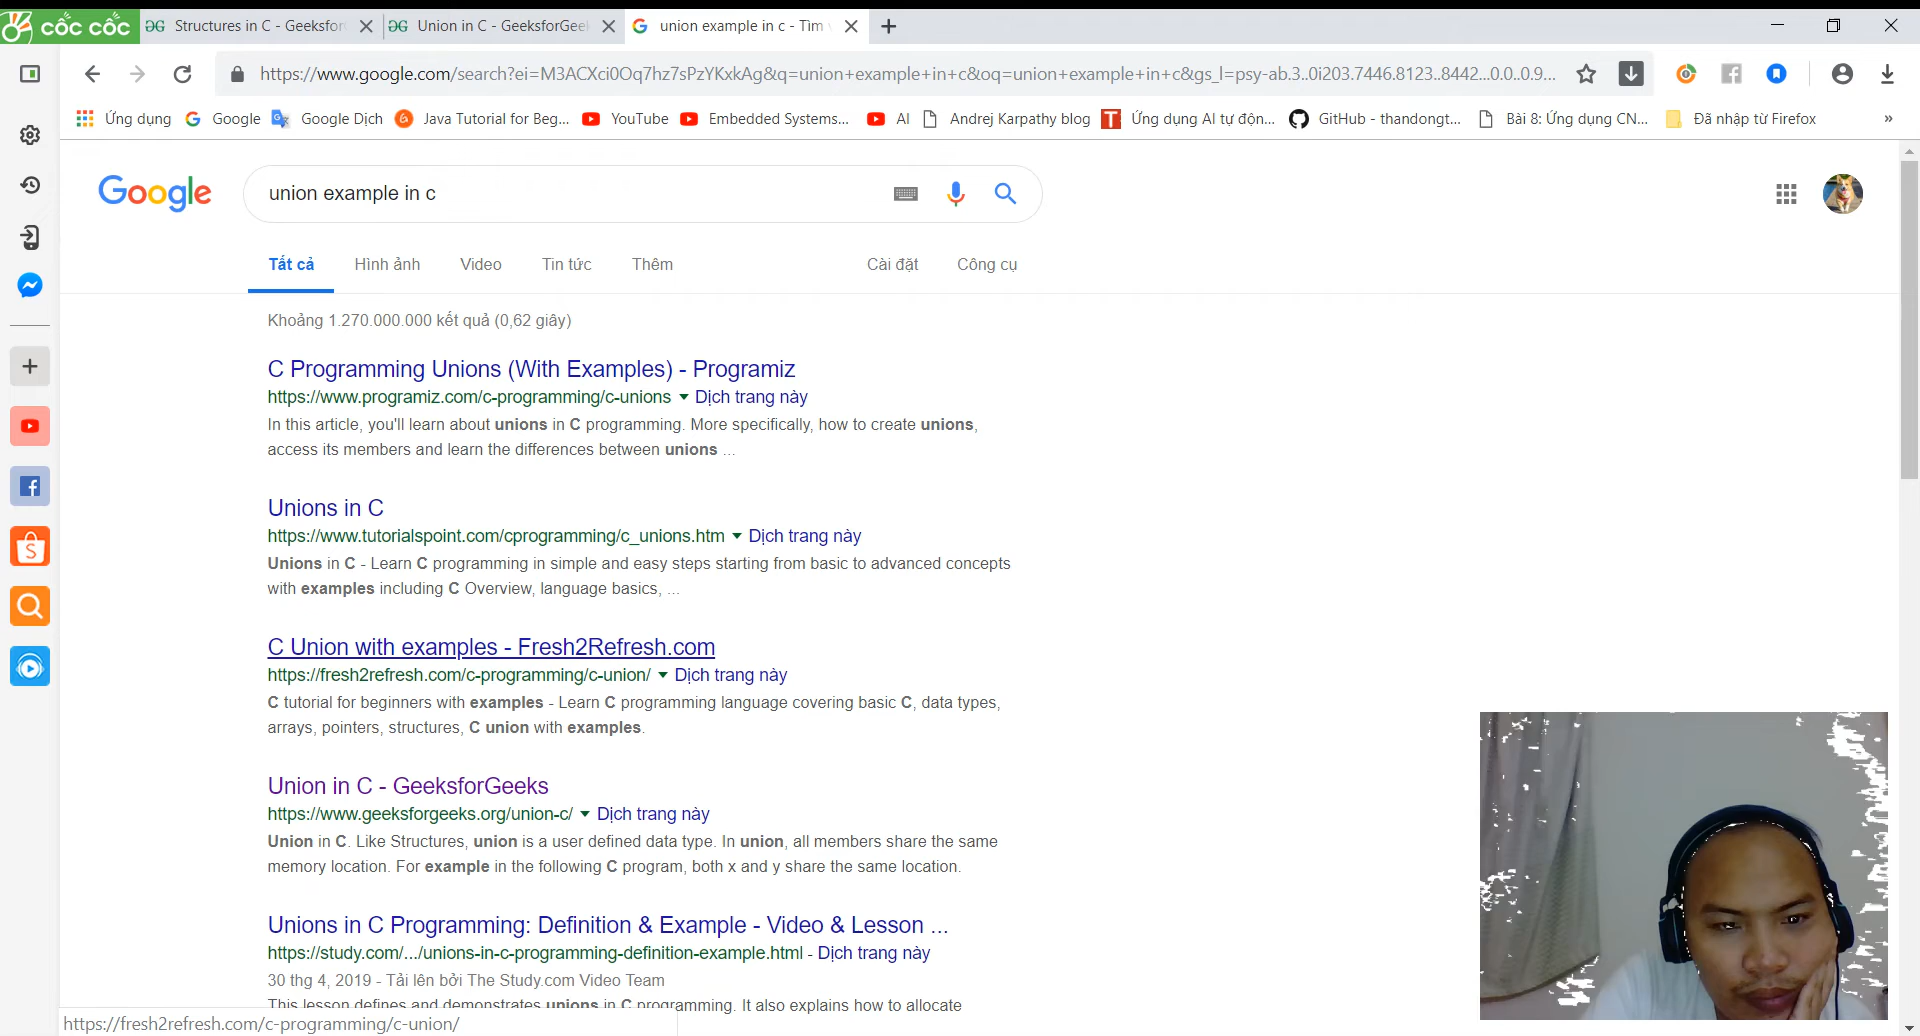 cốc cốc
Structures in C - Geeksfor
Union in C - GeeksforGee
union example in c - Tìm
https://www.google.com/search?ei=M3ACXci0Oq7hz7sPzYKxkAg&q=union+example+in+c&oq=union+example+in+c&gs_l=psy-ab.3..0i203.7446.8123..8442...0.0..0.9...
Ứng dụng
Google
Google Dịch
Java Tutorial for Beg...
YouTube
Embedded Systems...
AI
Andrej Karpathy blog
Ứng dụng AI tự độn...
GitHub - thandongt...
Bài 8: Ứng dụng CN...
Đã nhập từ Firefox
»
Google
union example in c
Tất cả
Hình ảnh
Video
Tin tức
Thêm
Cài đặt
Công cụ
Khoảng 1.270.000.000 kết quả (0,62 giây)
C Programming Unions (With Examples) - Programiz
https://www.programiz.com/c-programming/c-unions ▾ Dịch trang này
In this article, you'll learn about unions in C programming. More specifically, how to create unions,
access its members and learn the differences between unions ...
Unions in C
https://www.tutorialspoint.com/cprogramming/c_unions.htm ▾ Dịch trang này
Unions in C - Learn C programming in simple and easy steps starting from basic to advanced concepts
with examples including C Overview, language basics, ...
C Union with examples - Fresh2Refresh.com
https://fresh2refresh.com/c-programming/c-union/ ▾ Dịch trang này
C tutorial for beginners with examples - Learn C programming language covering basic C, data types,
arrays, pointers, structures, C union with examples.
Union in C - GeeksforGeeks
https://www.geeksforgeeks.org/union-c/ ▾ Dịch trang này
Union in C. Like Structures, union is a user defined data type. In union, all members share the same
memory location. For example in the following C program, both x and y share the same location.
Unions in C Programming: Definition & Example - Video & Lesson ...
https://study.com/.../unions-in-c-programming-definition-example.html - Dịch trang này
30 thg 4, 2019 - Tải lên bởi The Study.com Video Team
This lesson defines and demonstrates unions in C programming. It also explains how to allocate
https://fresh2refresh.com/c-programming/c-union/